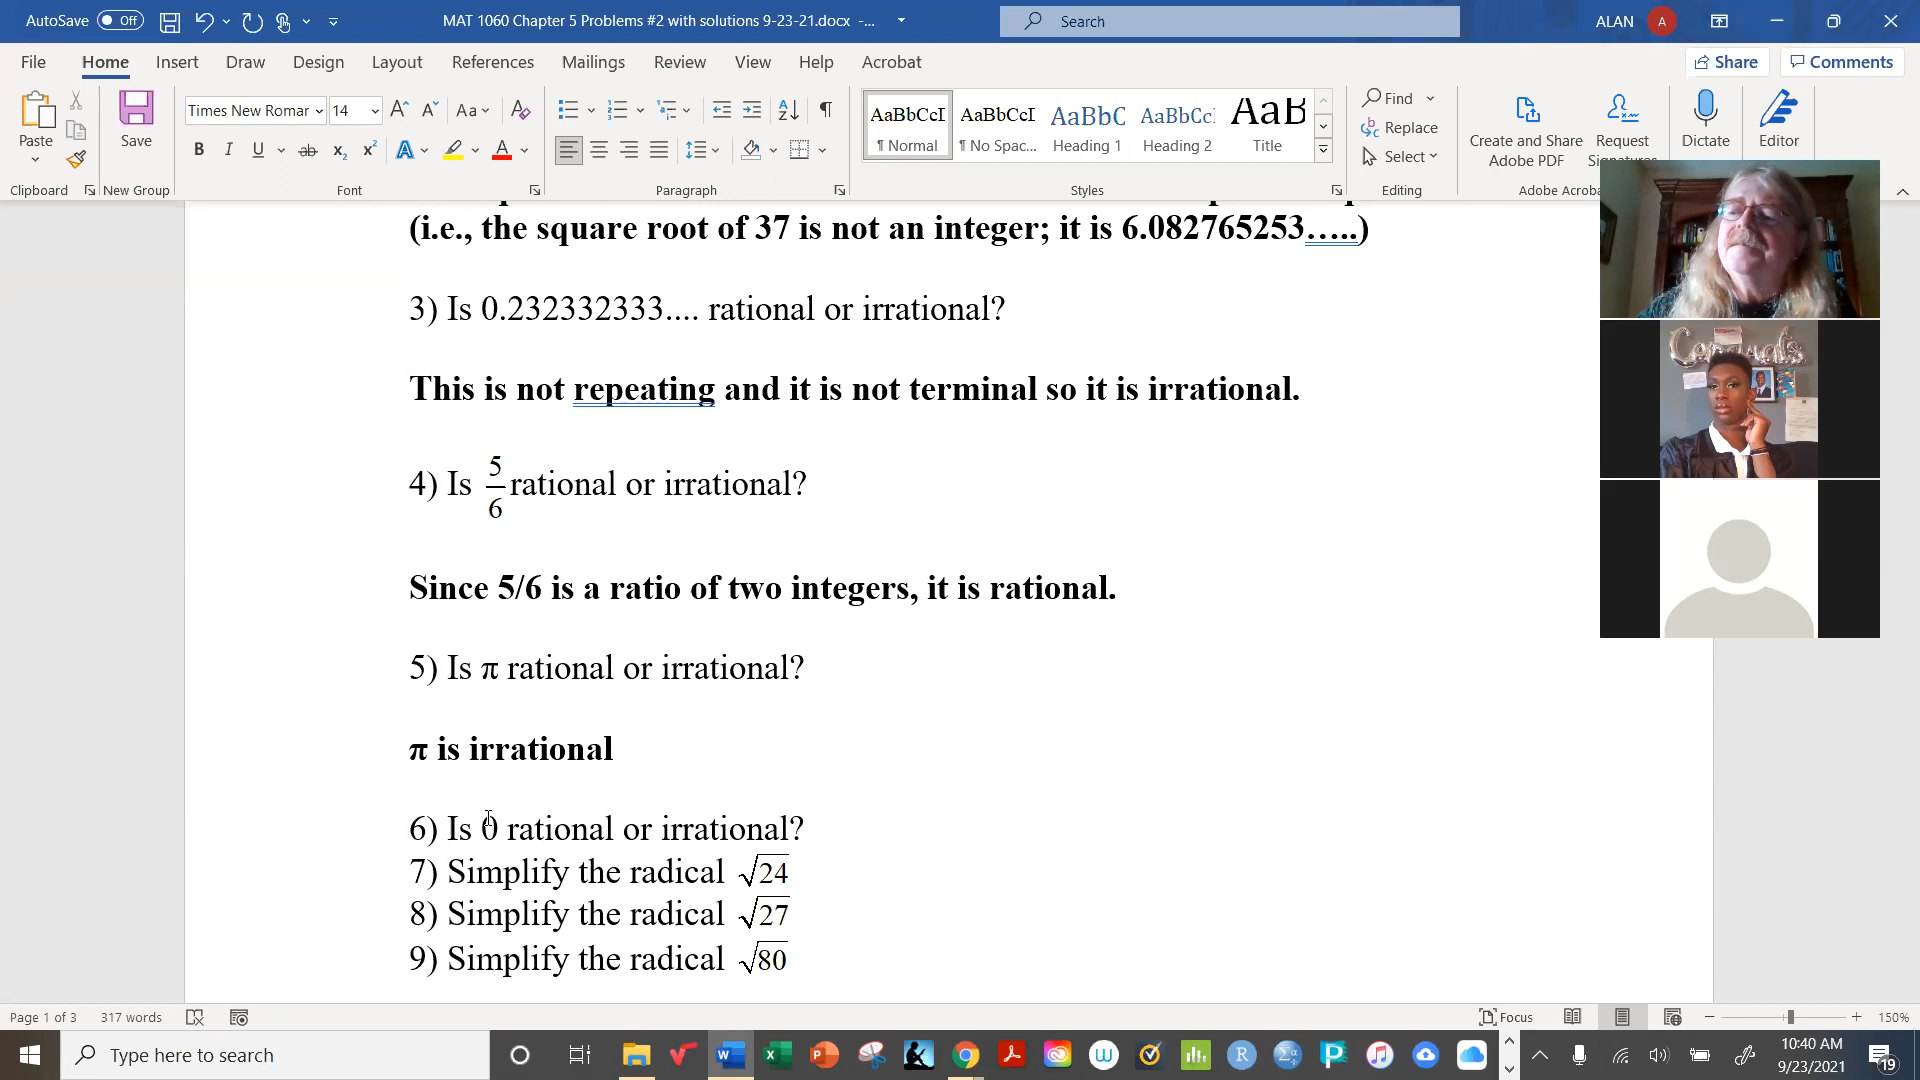 AutoSave Off MAT 1060 Chapter 5 Problems #2 with solutions 9-23-21.docx -... Search ALAN A
File Home Insert Draw Design Layout References Mailings Review View Help Acrobat Share Comments
Times New Romar 14 AaBbCcI AaBbCcI AaBbC AaBbCcI AaB Find
Paste Save ¶ Normal ¶ No Spac... Heading 1 Heading 2 Title Replace Select
Create and Share Adobe PDF Request Signatures Dictate Editor
Clipboard New Group Font Paragraph Styles Editing Adobe Acroba
(i.e., the square root of 37 is not an integer; it is 6.082765253…..)
3) Is 0.232332333.... rational or irrational?
This is not repeating and it is not terminal so it is irrational.
4) Is 5/6 rational or irrational?
Since 5/6 is a ratio of two integers, it is rational.
5) Is π rational or irrational?
π is irrational
6) Is 0 rational or irrational?
7) Simplify the radical √24
8) Simplify the radical √27
9) Simplify the radical √80
Page 1 of 3 317 words Focus 150%
Type here to search 10:40 AM
9/23/2021 19